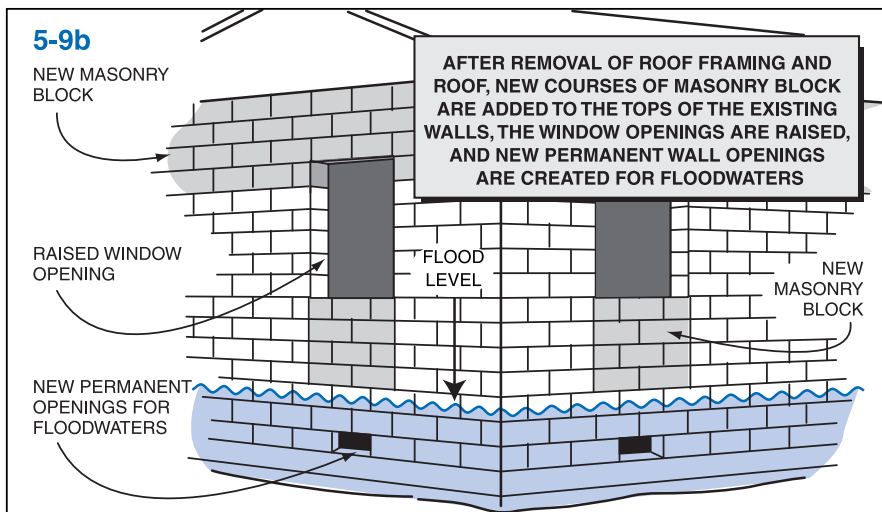 5-9b
NEW MASONRY
BLOCK
AFTER REMOVAL OF ROOF FRAMING AND
ROOF, NEW COURSES OF MASONRY BLOCK
ARE ADDED TO THE TOPS OF THE EXISTING
WALLS, THE WINDOW OPENINGS ARE RAISED,
AND NEW PERMANENT WALL OPENINGS
ARE CREATED FOR FLOODWATERS
RAISED WINDOW
OPENING
FLOOD
LEVEL
NEW
MASONRY
BLOCK
NEW PERMANENT
OPENINGS FOR
FLOODWATERS